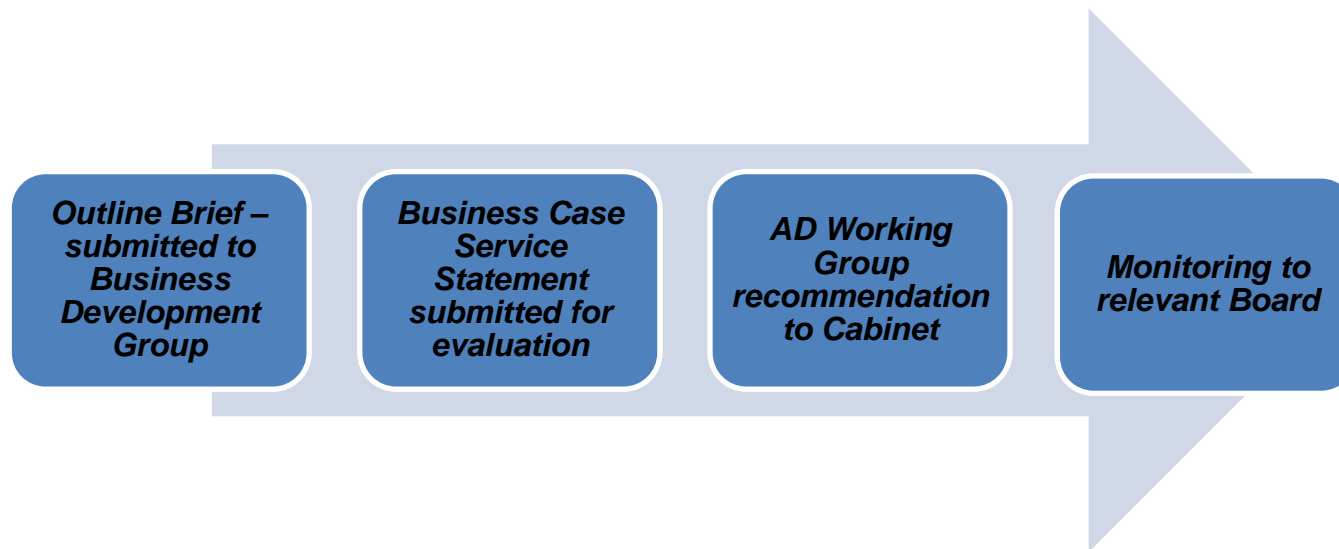 Outline Brief –
submitted to
Business
Development
Group
Business Case
Service
Statement
submitted for
evaluation
AD Working
Group
recommendation
to Cabinet
Monitoring to
relevant Board